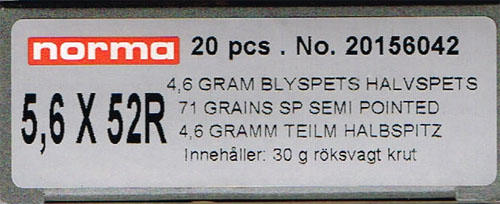 norma 20 pcs . No. 20156042
4,6 GRAM BLYSPETS HALVSPETS
5,6 X 52R
71 GRAINS SP SEMI POINTED
4,6 GRAMM TEILM HALBSPITZ
Innehåller: 30 g röksvagt krut